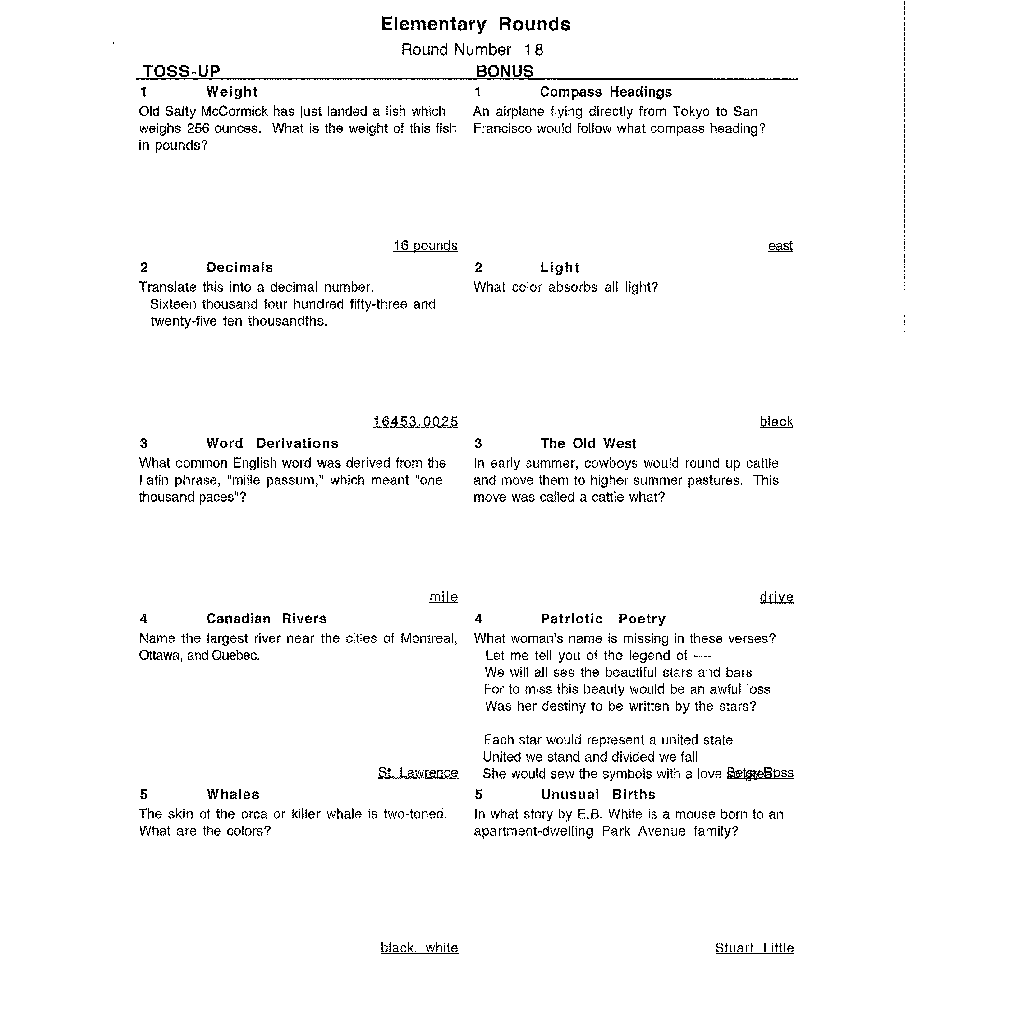 Elementary Rounds
Round Number 18
TOSS-UP
1 Weight
Old Salty McCormick has just landed a fish which
weighs 256 ounces. What is the weight of this fish
in pounds?
16 pounds
2 Decimals
Translate this into a decimal number.
Sixteen thousand four hundred fifty-three and
twenty-five ten thousandths.
16453.0025
3 Word Derivations
What common English word was derived from the
Latin phrase, "mille passum," which meant "one
thousand paces"?
mile
4 Canadian Rivers
Name the largest river near the cities of Montreal,
Ottawa, and Quebec.
St. Lawrence
5 Whales
The skin of the orca or killer whale is two-toned.
What are the colors?
black, white
BONUS
1 Compass Headings
An airplane flying directly from Tokyo to San
Francisco would follow what compass heading?
east
2 Light
What color absorbs all light?
black
3 The Old West
In early summer, cowboys would round up cattle
and move them to higher summer pastures. This
move was called a cattle what?
drive
4 Patriotic Poetry
What woman's name is missing in these verses?
Let me tell you of the legend of ----
We will all see the beautiful stars and bars
For to miss this beauty would be an awful loss
Was her destiny to be written by the stars?
Each star would represent a united state
United we stand and divided we fall
She would sew the symbols with a love
Ross
5 Unusual Births
In what story by E.B. White is a mouse born to an
apartment-dwelling Park Avenue family?
Stuart Little